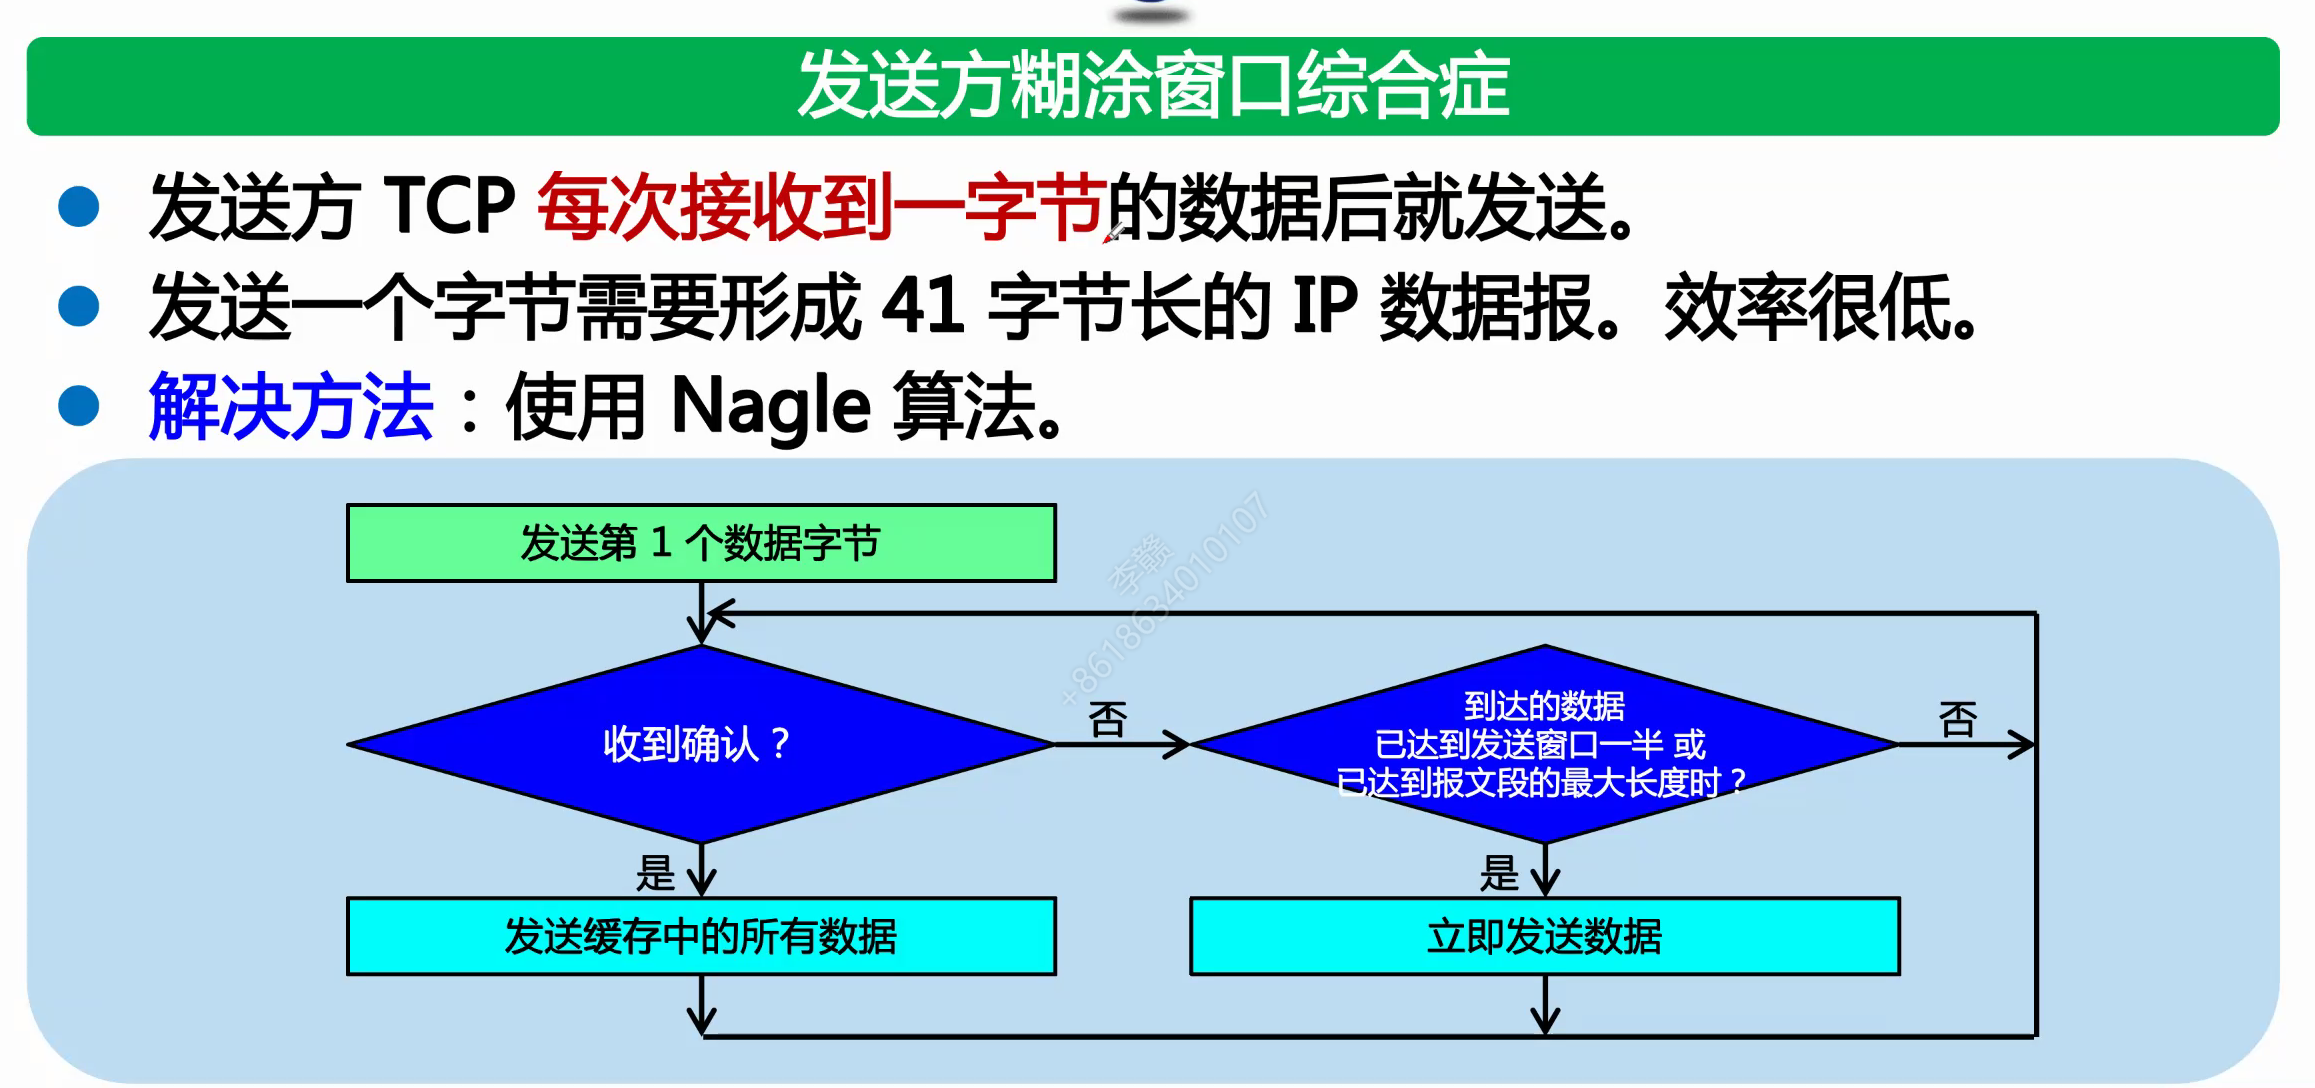 发送方糊涂窗口综合症
发送方 TCP 每次接收到一字节的数据后就发送。
发送一个字节需要形成 41 字节长的 IP 数据报。效率很低。
解决方法：使用 Nagle 算法。
发送第 1 个数据字节
李赣
+8618634010107
收到确认？
否
到达的数据
已达到发送窗口一半 或
已达到报文段的最大长度时？
否
是
是
发送缓存中的所有数据
立即发送数据